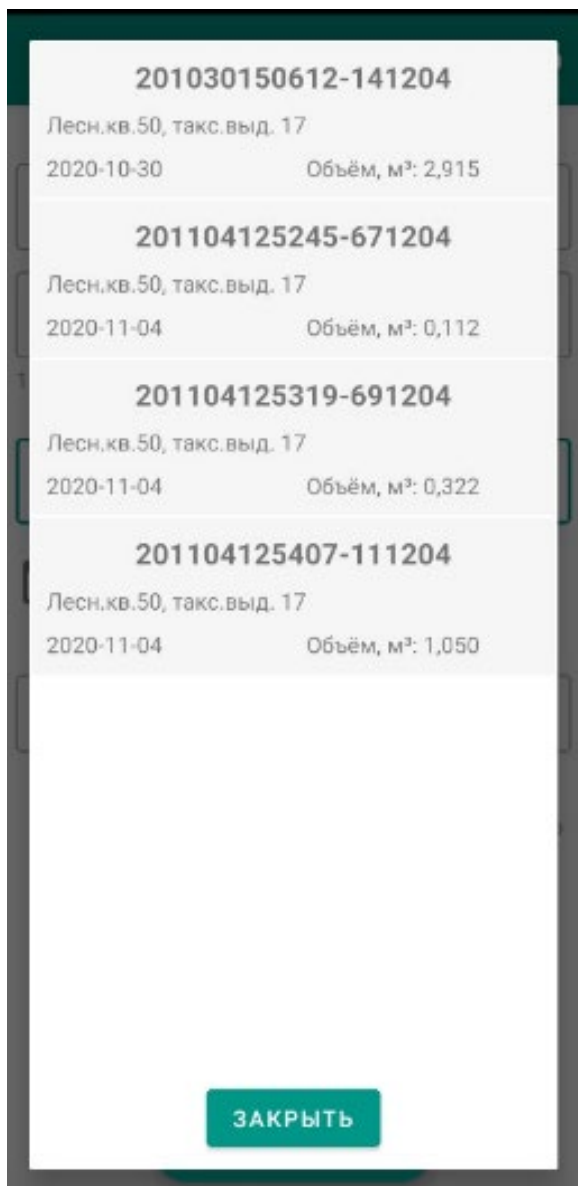 201030150612-141204
Лесн.кв.50, такс.выд. 17
2020-10-30 Объём, м³: 2,915
201104125245-671204
Лесн.кв.50, такс.выд. 17
2020-11-04 Объём, м³: 0,112
201104125319-691204
Лесн.кв.50, такс.выд. 17
2020-11-04 Объём, м³: 0,322
201104125407-111204
Лесн.кв.50, такс.выд. 17
2020-11-04 Объём, м³: 1,050
ЗАКРЫТЬ